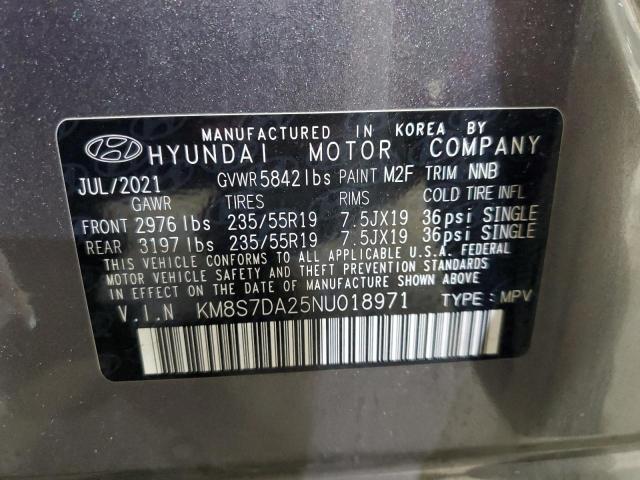 MANUFACTURED IN KOREA BY
HYUNDAI MOTOR COMPANY
JUL/2021 GVWR 5842lbs PAINT M2F TRIM NNB
GAWR TIRES RIMS COLD TIRE INFL
FRONT 2976 lbs 235/55R19 7.5JX19 36psi SINGLE
REAR 3197 lbs 235/55R19 7.5JX19 36psi SINGLE
THIS VEHICLE CONFORMS TO ALL APPLICABLE U.S.A. FEDERAL
MOTOR VEHICLE SAFETY AND THEFT PREVENTION STANDARDS
IN EFFECT ON THE DATE OF MANUFACTURE SHOWN ABOVE.
V.I.N KM8S7DA25NU018971 TYPE : MPV